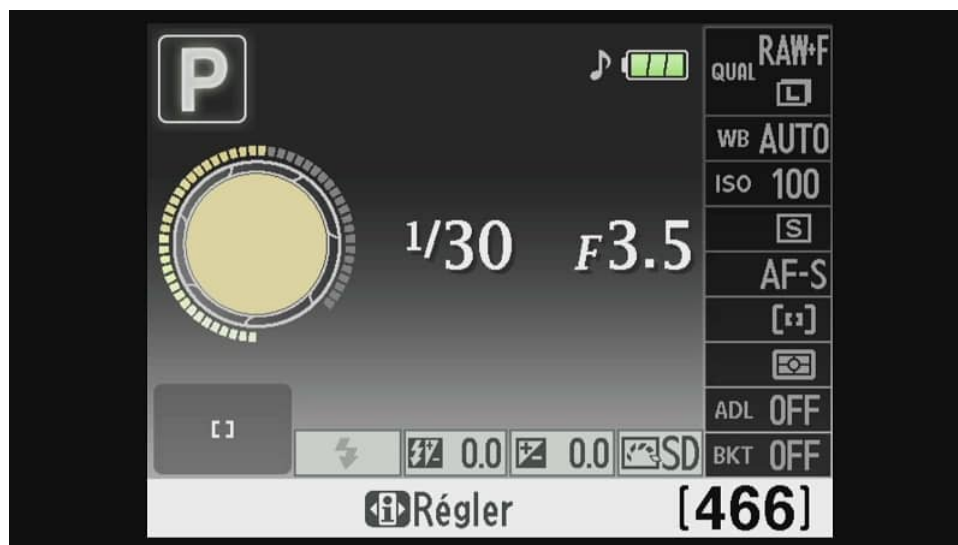 P
QUAL RAW+F
L
WB AUTO
ISO 100
1/30 F3.5
S
AF-S
ADL OFF
0.0 0.0 SD BKT OFF
Régler [466]